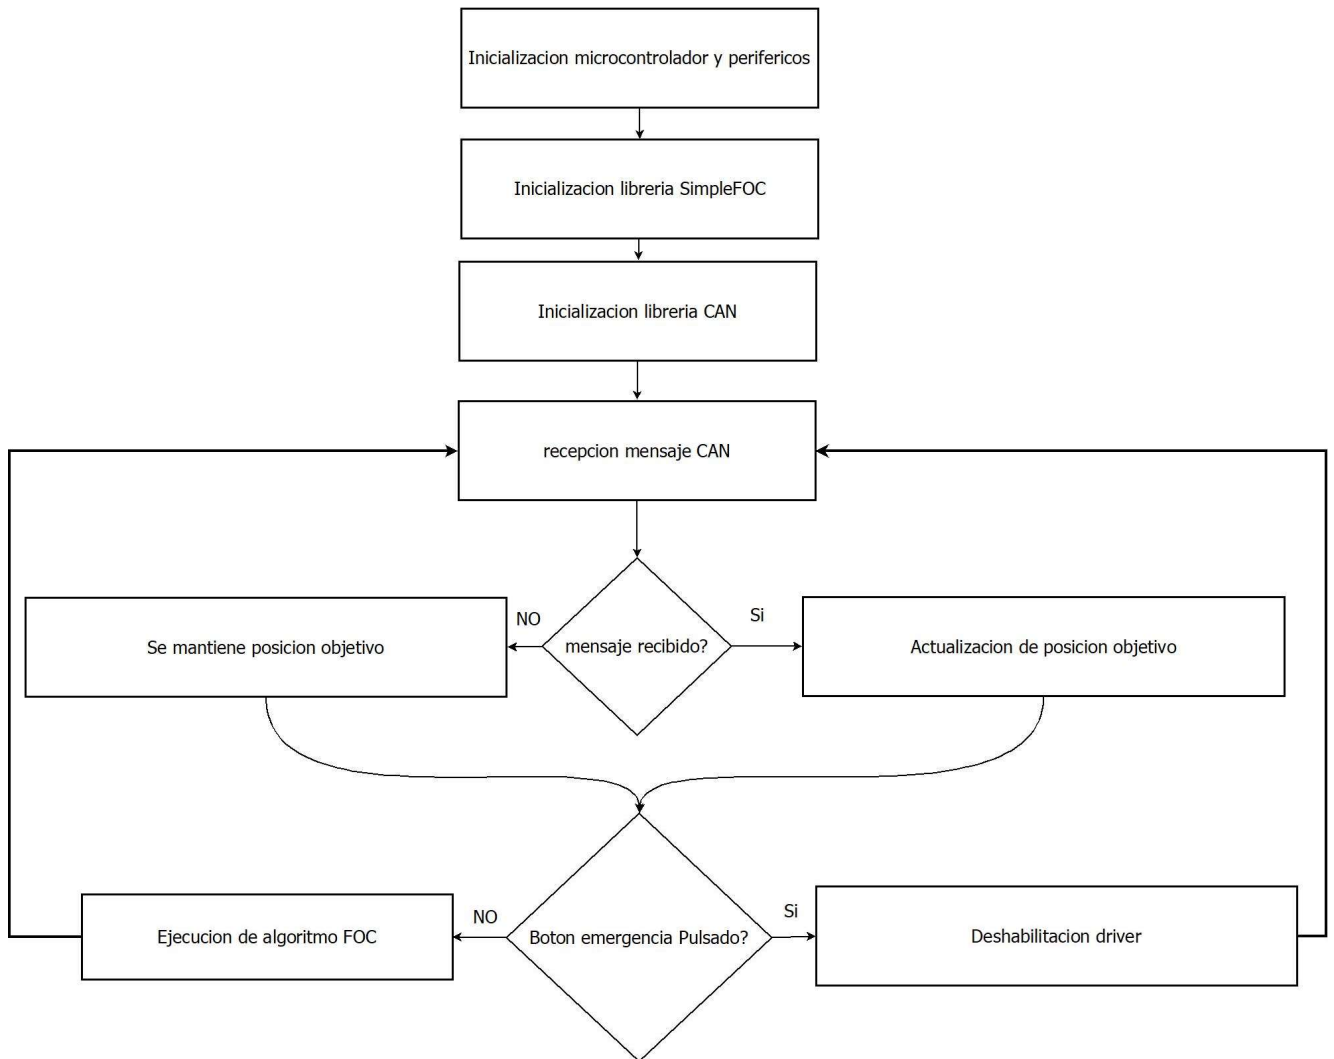 Inicializacion microcontrolador y perifericos
Inicializacion libreria SimpleFOC
Inicializacion libreria CAN
recepcion mensaje CAN
NO
Si
Se mantiene posicion objetivo
mensaje recibido?
Actualizacion de posicion objetivo
NO
Si
Ejecucion de algoritmo FOC
Boton emergencia Pulsado?
Deshabilitacion driver